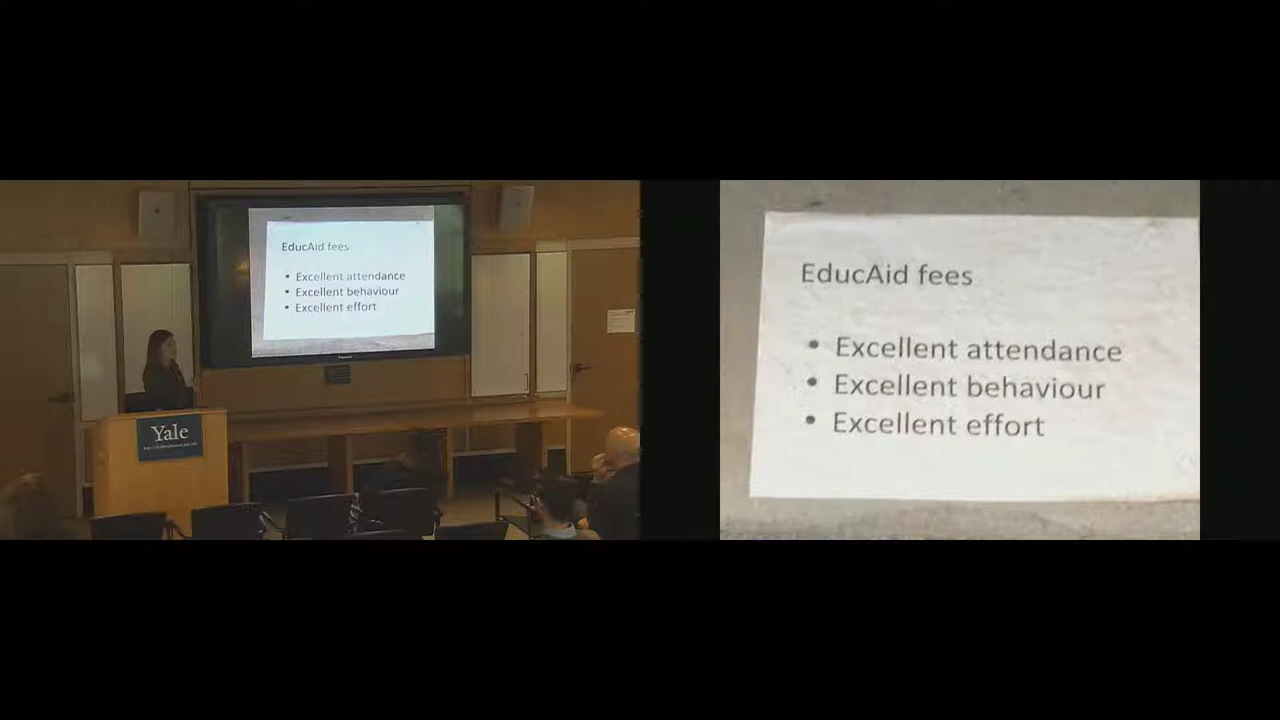 EducAid fees
• Excellent attendance
• Excellent behaviour
• Excellent effort
Yale
EducAid fees
• Excellent attendance
• Excellent behaviour
• Excellent effort